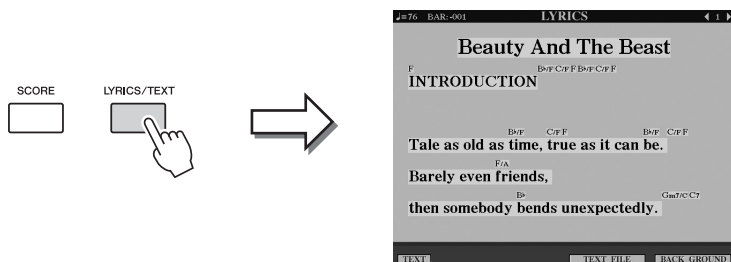 SCORE LYRICS/TEXT
♩=76 BAR:-001 LYRICS 1
Beauty And The Beast
F B♭/F C/F F B♭/F C/F F
INTRODUCTION
B♭/F C/F F B♭/F C/F F
Tale as old as time, true as it can be.
F/A
Barely even friends,
B♭ Gm7/C C7
then somebody bends unexpectedly.
TEXT TEXT FILE BACK GROUND